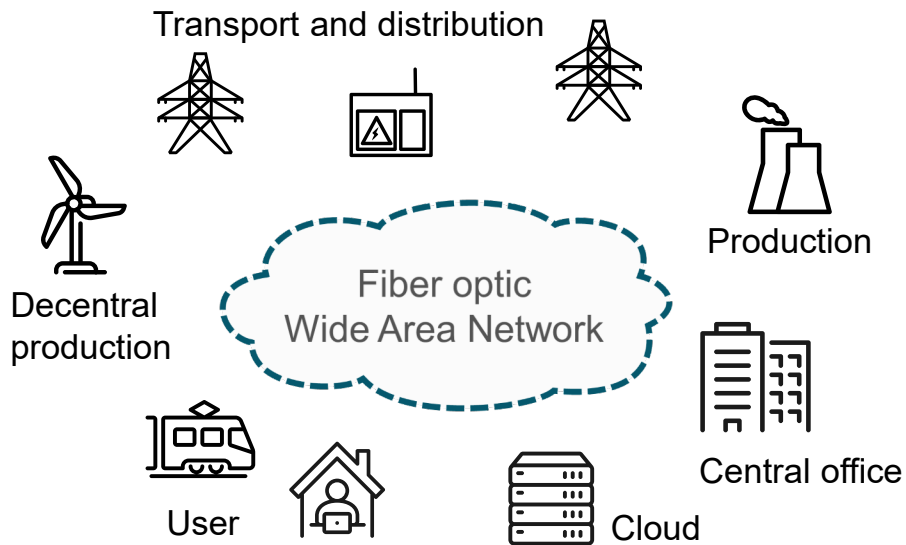 Transport and distribution
Production
Fiber optic
Wide Area Network
Decentral
production
Central office
User
Cloud